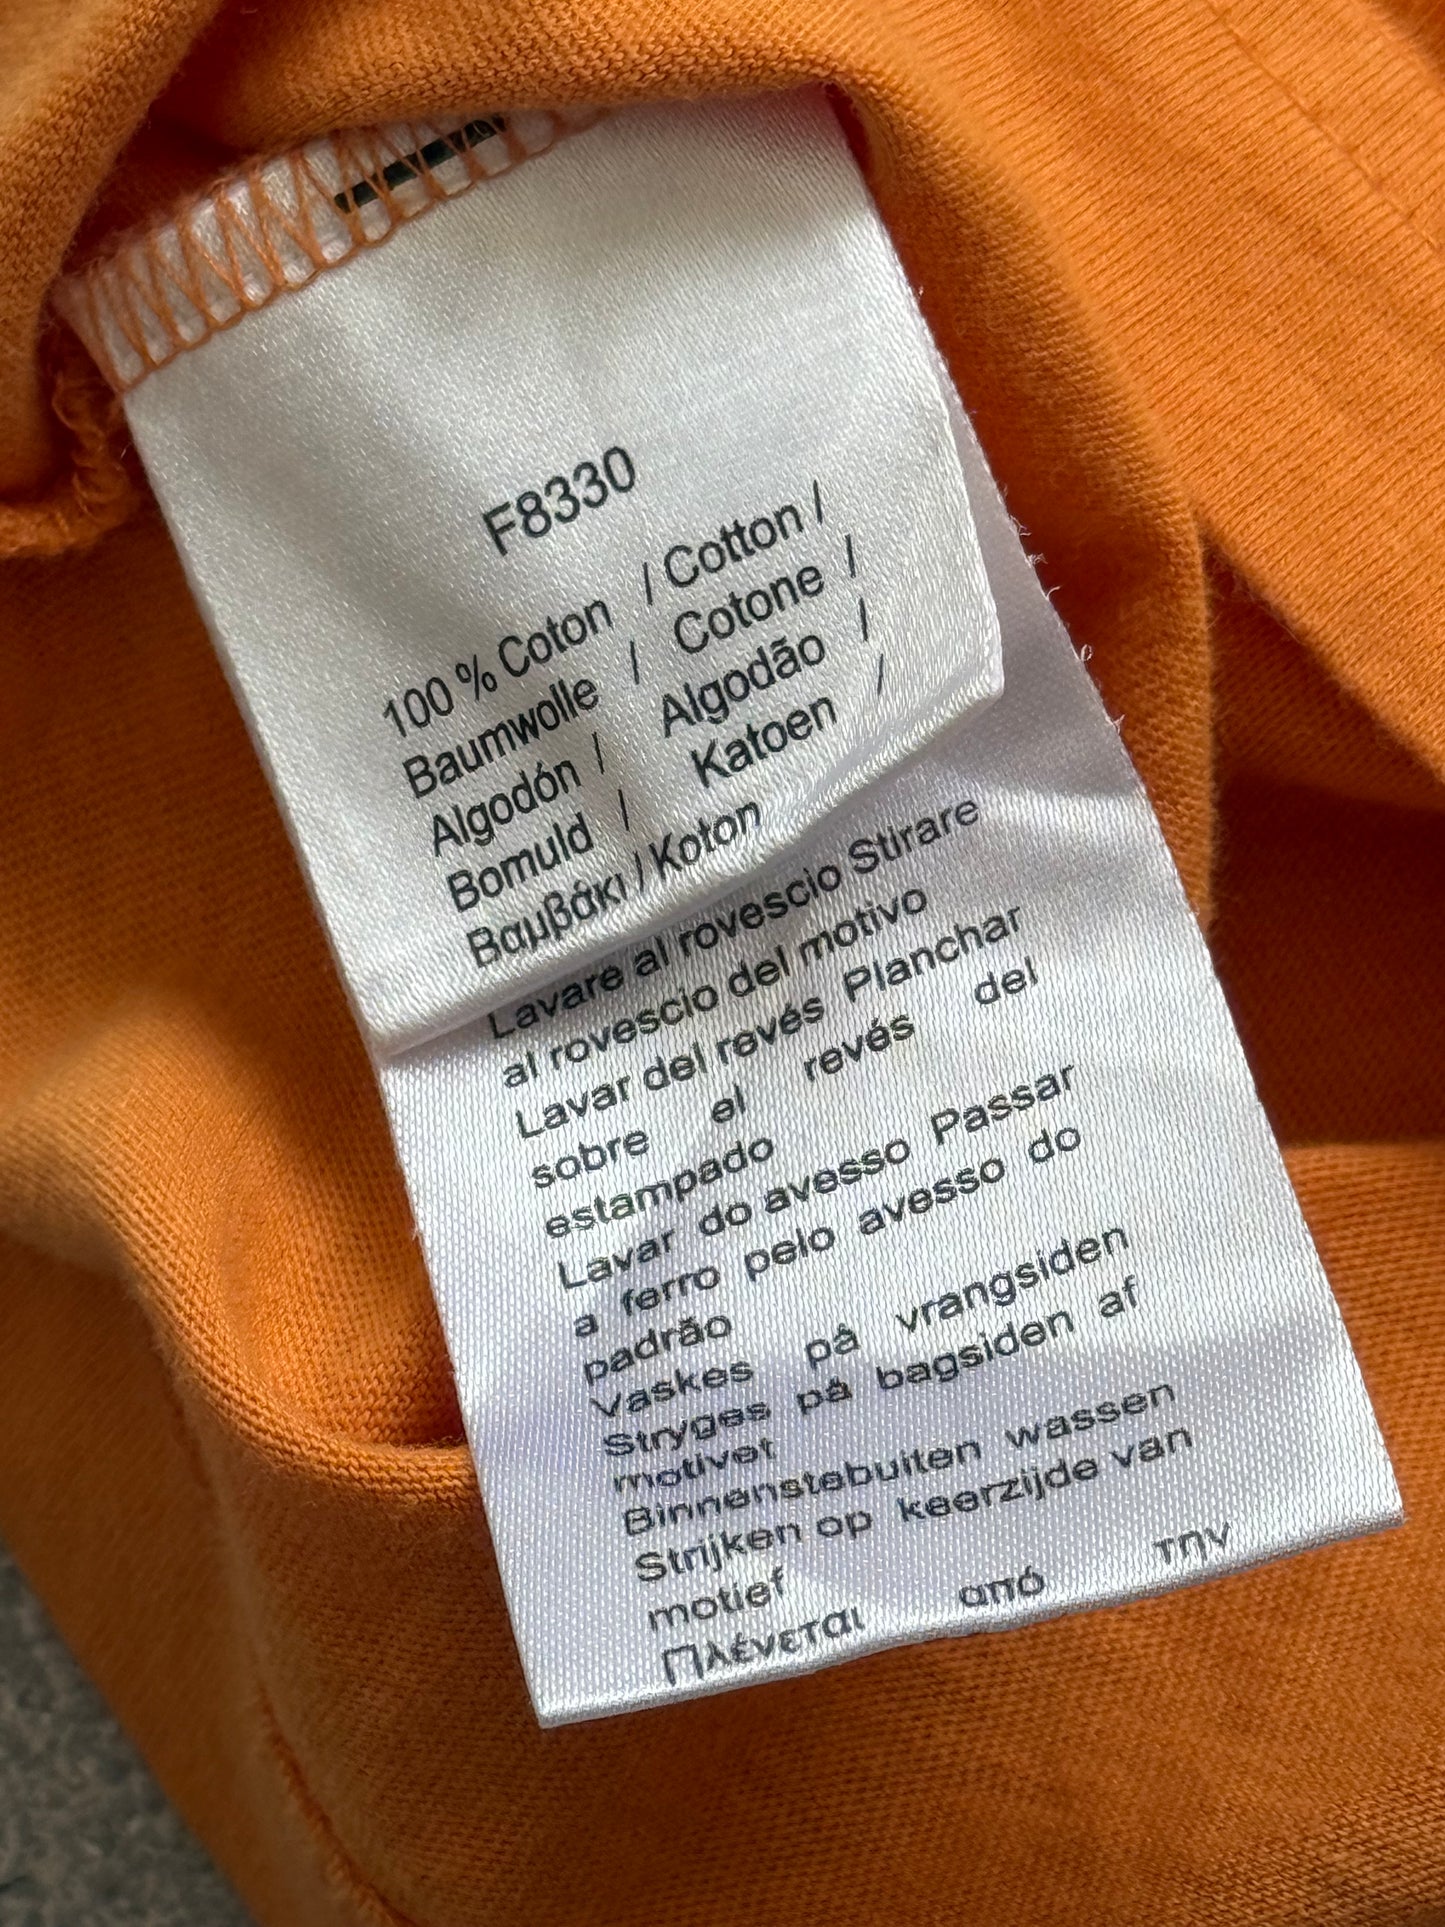 F8330
100 % Coton / Cotton /
Baumwolle / Cotone /
Algodón / Algodão /
Bomuld / Katoen /
Βαμβάκι / Koton
Lavare al rovescio Stirare
al rovescio del motivo
Lavar del revés Planchar
sobre el revés del
estampado
Lavar do avesso Passar
a ferro pelo avesso do
padrão
Vaskes på vrangsiden
Stryges på bagsiden af
motivet
Binnenstebuiten wassen
Strijken op keerzijde van
motief
Πλένεται από την